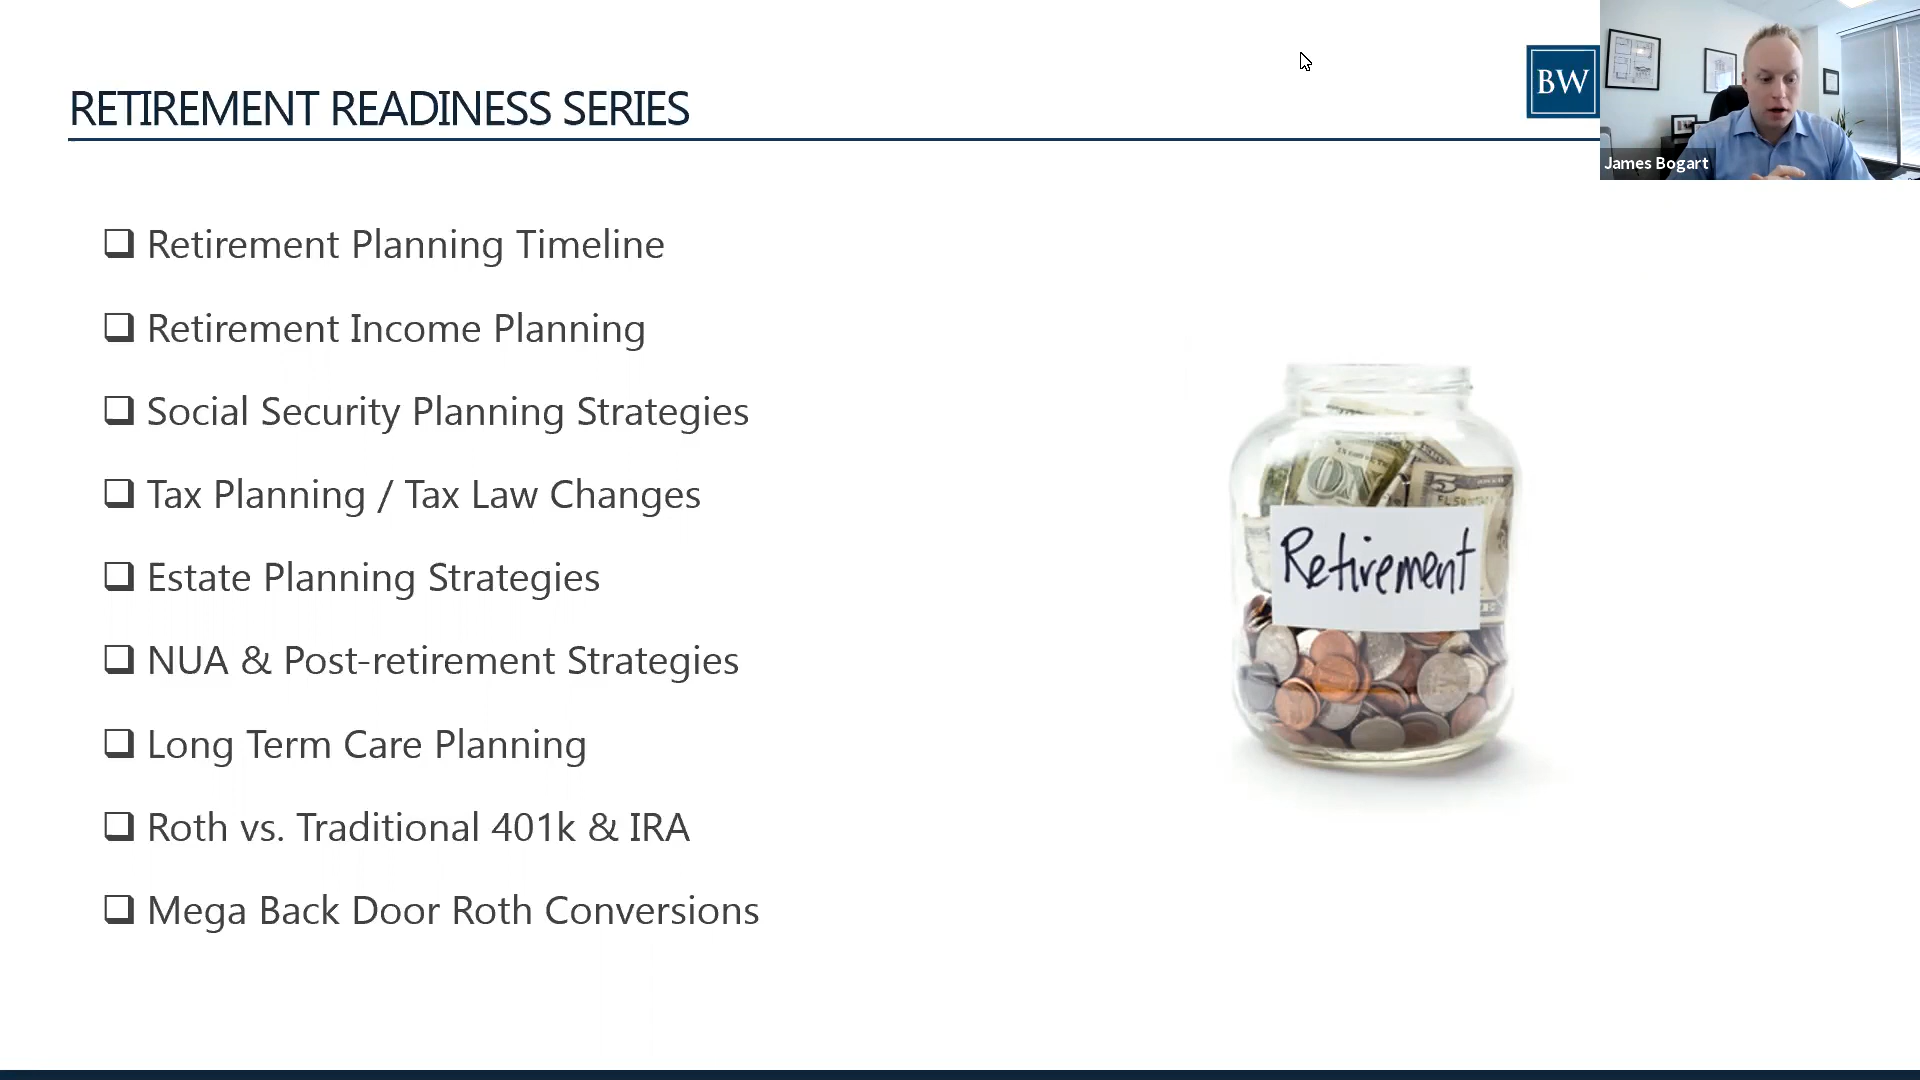 RETIREMENT READINESS SERIES
BW
James Bogart
Retirement Planning Timeline
Retirement Income Planning
Social Security Planning Strategies
Tax Planning / Tax Law Changes
Estate Planning Strategies
NUA & Post-retirement Strategies
Long Term Care Planning
Roth vs. Traditional 401k & IRA
Mega Back Door Roth Conversions
5
Retirement